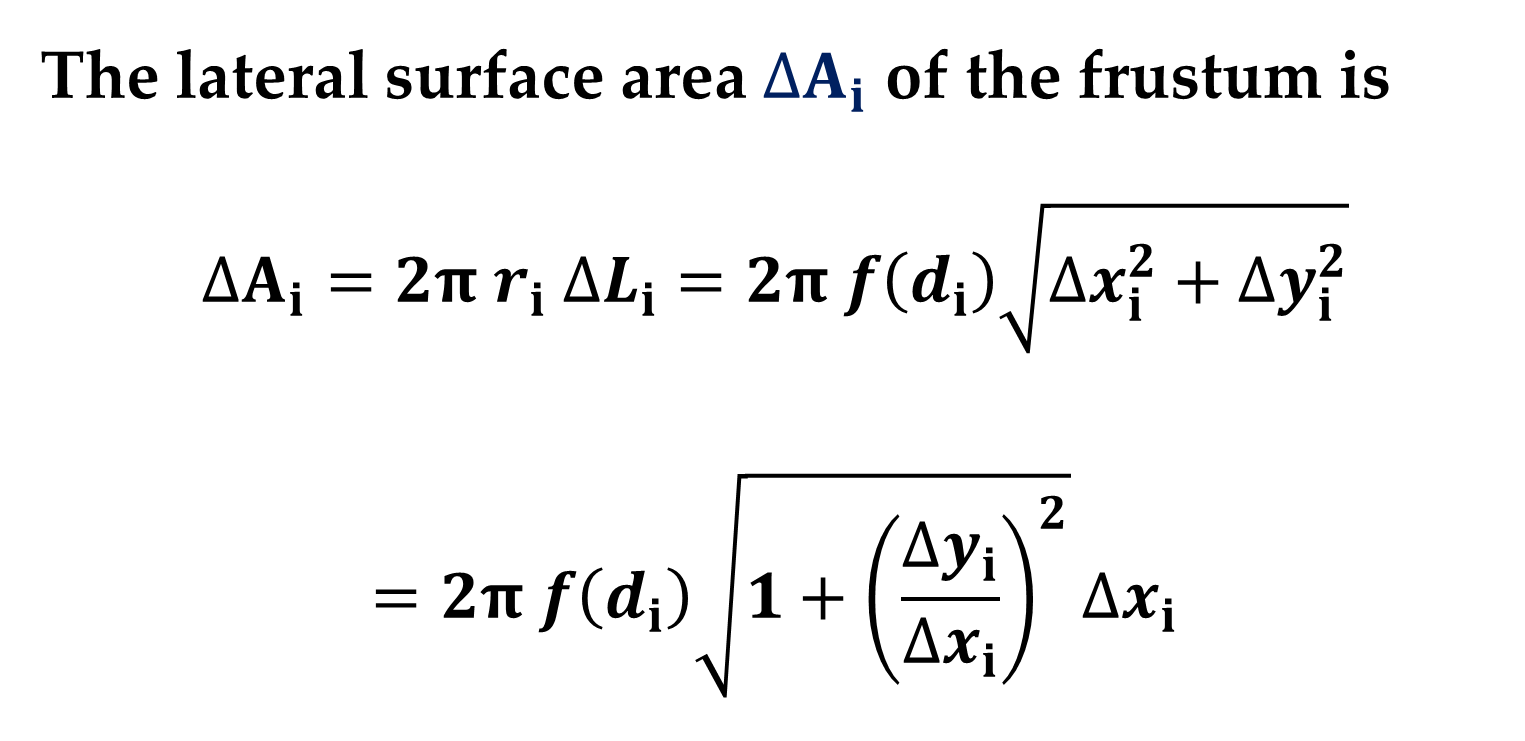 The lateral surface area ΔAᵢ of the frustum is
ΔAᵢ = 2π rᵢ ΔLᵢ = 2π f(dᵢ) √(Δxᵢ² + Δyᵢ²)
= 2π f(dᵢ) √(1 + (Δyᵢ/Δxᵢ)²) Δxᵢ